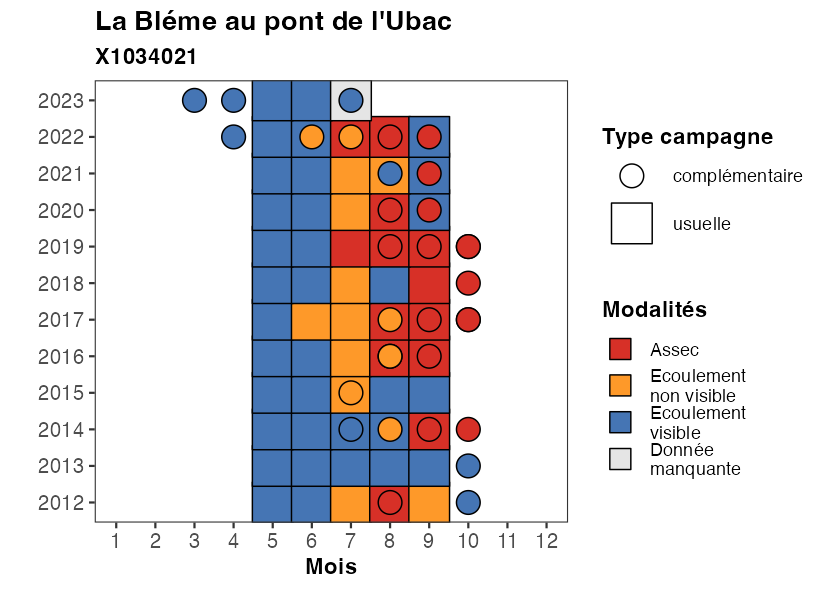 La Bléme au pont de l'Ubac
X1034021
2023
2022
2021
2020
2019
2018
2017
2016
2015
2014
2013
2012
1 2 3 4 5 6 7 8 9 10 11 12
Mois
Type campagne
complémentaire
usuelle
Modalités
Assec
Ecoulement
non visible
Ecoulement
visible
Donnée
manquante